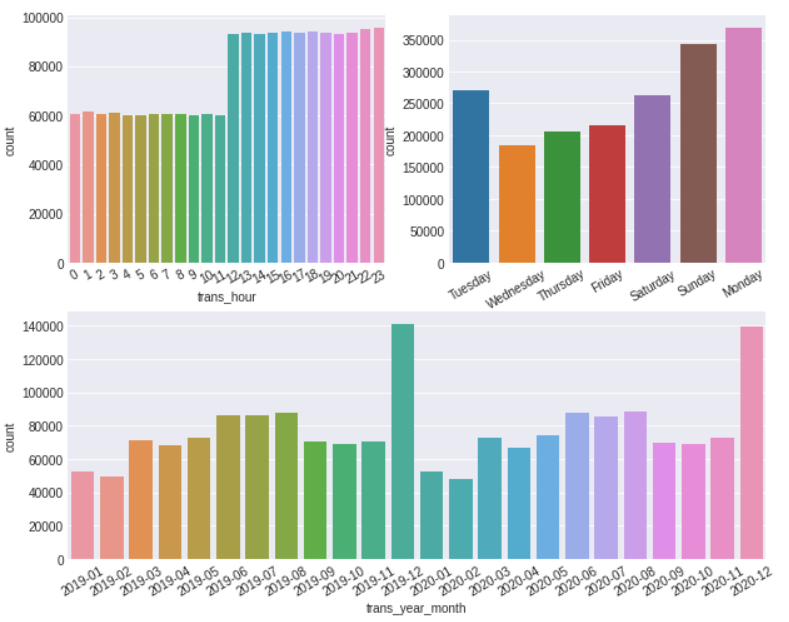 100000
80000
60000
40000
20000
0
count
0 1 2 3 4 5 6 7 8 9 10 11 12 13 14 15 16 17 18 19 20 21 22 23
trans_hour
350000
300000
250000
200000
150000
100000
50000
0
count
Tuesday Wednesday Thursday Friday Saturday Sunday Monday
140000
120000
100000
80000
60000
40000
20000
0
count
2019-01 2019-02 2019-03 2019-04 2019-05 2019-06 2019-07 2019-08 2019-09 2019-10 2019-11 2019-12 2020-01 2020-02 2020-03 2020-04 2020-05 2020-06 2020-07 2020-08 2020-09 2020-10 2020-11 2020-12
trans_year_month